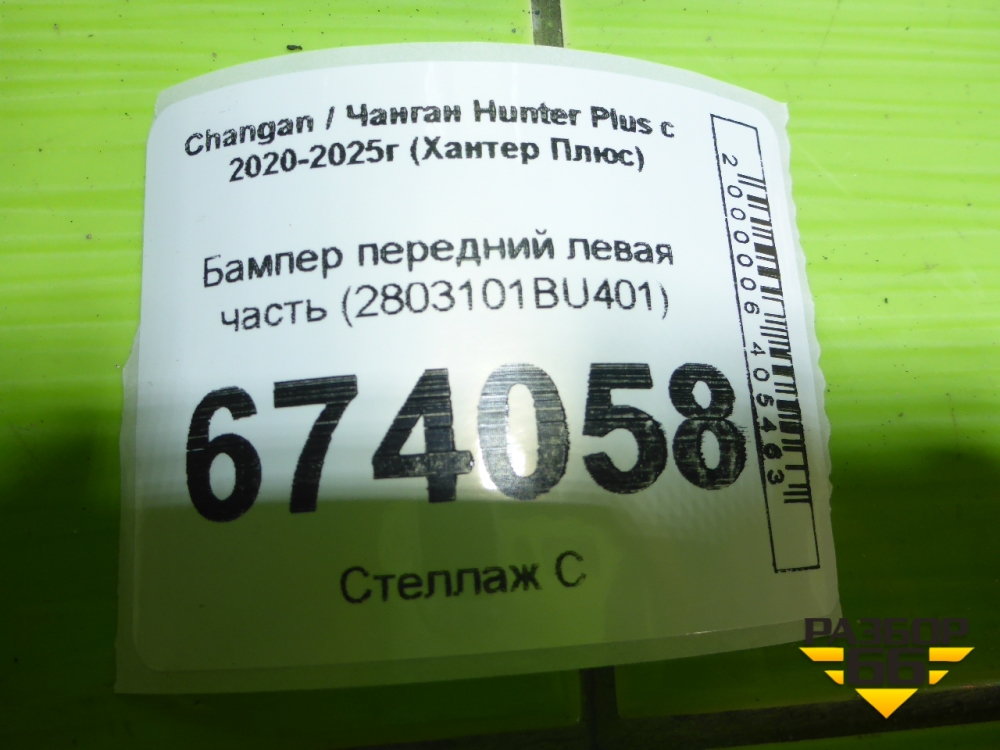 Changan / Чанган Hunter Plus с
2020-2025г (Хантер Плюс)
Бампер передний левая
часть (2803101BU401)
674058
Стеллаж С
2000006405463
РАЗБОР
66